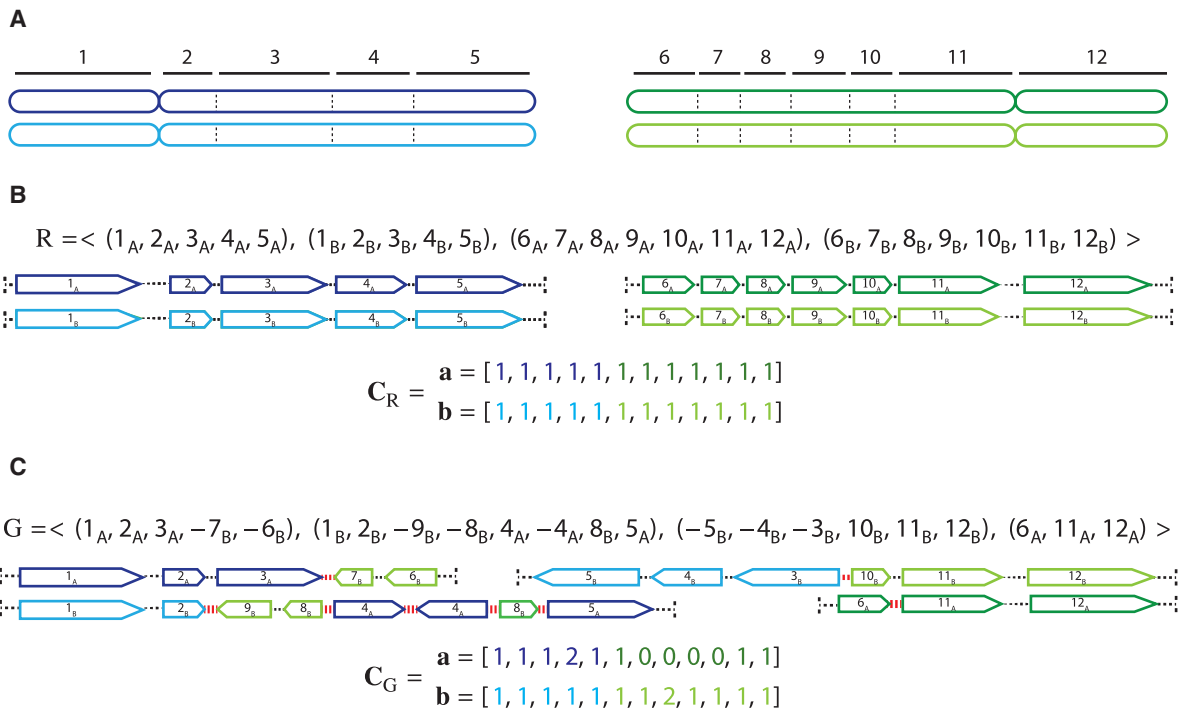 A
1 2 3 4 5 6 7 8 9 10 11 12
B
R =< (1A, 2A, 3A, 4A, 5A), (1B, 2B, 3B, 4B, 5B), (6A, 7A, 8A, 9A, 10A, 11A, 12A), (6B, 7B, 8B, 9B, 10B, 11B, 12B) >
1A 2A 3A 4A 5A 6A 7A 8A 9A 10A 11A 12A
1B 2B 3B 4B 5B 6B 7B 8B 9B 10B 11B 12B
CR =
a = [1, 1, 1, 1, 1, 1, 1, 1, 1, 1, 1, 1]
b = [1, 1, 1, 1, 1, 1, 1, 1, 1, 1, 1, 1]
C
G =< (1A, 2A, 3A, −7B, −6B), (1B, 2B, −9B, −8B, 4A, −4A, 8B, 5A), (−5B, −4B, −3B, 10B, 11B, 12B), (6A, 11A, 12A) >
1A 2A 3A 7B 6B 5B 4B 3B 10B 11B 12B
1B 2B 9B 8B 4A 4A 8B 5A 6A 11A 12A
CG =
a = [1, 1, 1, 2, 1, 1, 0, 0, 0, 0, 1, 1]
b = [1, 1, 1, 1, 1, 1, 1, 2, 1, 1, 1, 1]